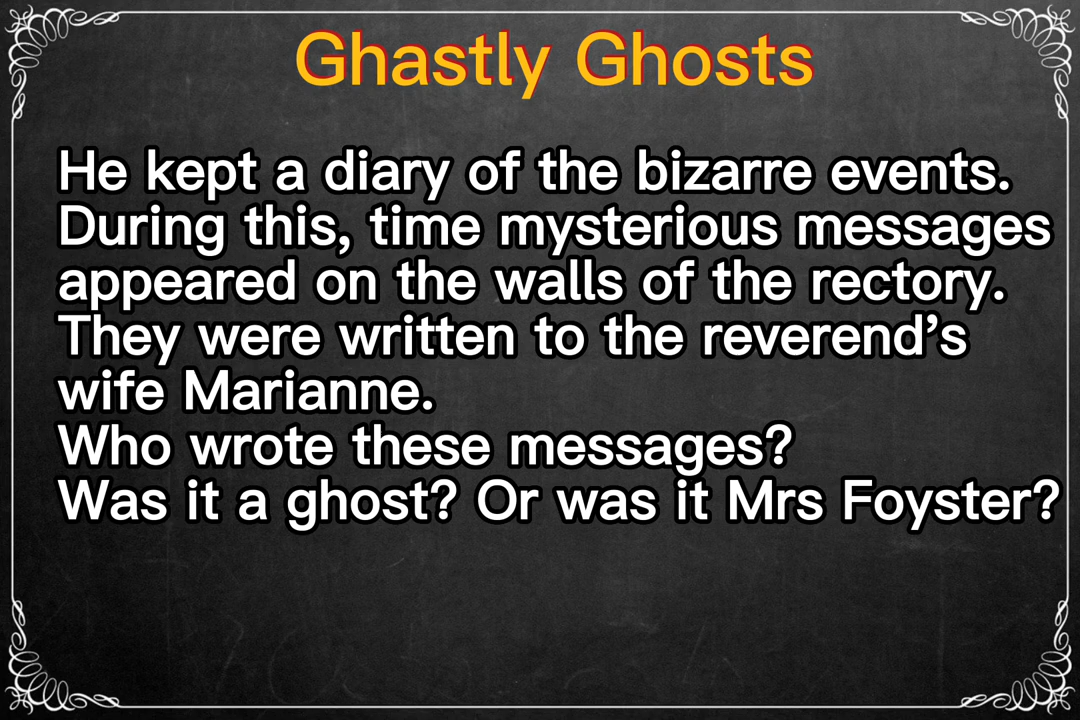 Ghastly Ghosts
He kept a diary of the bizarre events.
During this, time mysterious messages
appeared on the walls of the rectory.
They were written to the reverend’s
wife Marianne.
Who wrote these messages?
Was it a ghost? Or was it Mrs Foyster?